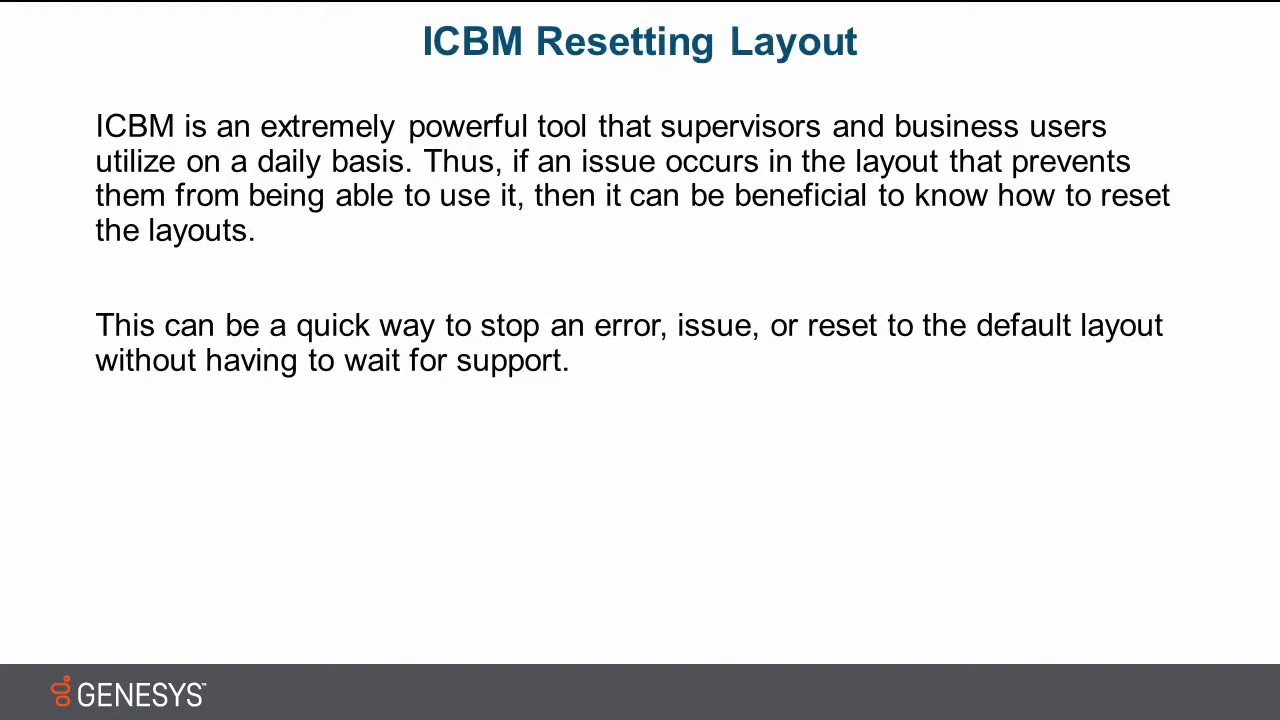 ICBM Resetting Layout
ICBM is an extremely powerful tool that supervisors and business users
utilize on a daily basis. Thus, if an issue occurs in the layout that prevents
them from being able to use it, then it can be beneficial to know how to reset
the layouts.
This can be a quick way to stop an error, issue, or reset to the default layout
without having to wait for support.
GENESYS™